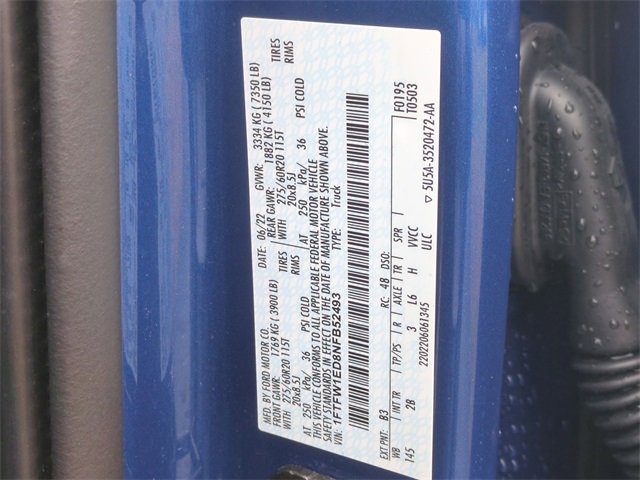 MFD. BY FORD MOTOR CO.
DATE: 06/22 GVWR: 3334 KG ( 7350 LB)
FRONT GAWR: 1769 KG ( 3900 LB) REAR GAWR: 1882 KG ( 4150 LB)
WITH 275/60R20 115T TIRES WITH 275/60R20 115T TIRES
20x8.5J RIMS 20x8.5J RIMS
AT 250 kPa/ 36 PSI COLD AT 250 kPa/ 36 PSI COLD
THIS VEHICLE CONFORMS TO ALL APPLICABLE FEDERAL MOTOR VEHICLE
SAFETY STANDARDS IN EFFECT ON THE DATE OF MANUFACTURE SHOWN ABOVE.
VIN: 1FTFW1ED8NFB52493 TYPE: Truck
F0195
EXT PNT: B3 RC: 48 DSO: T0503
WB INT TR TP/PS R AXLE TR SPR
145 2B 3 L6 H VVCC
ULC
2202206061345 ▽ 5U5A-3520472-AA